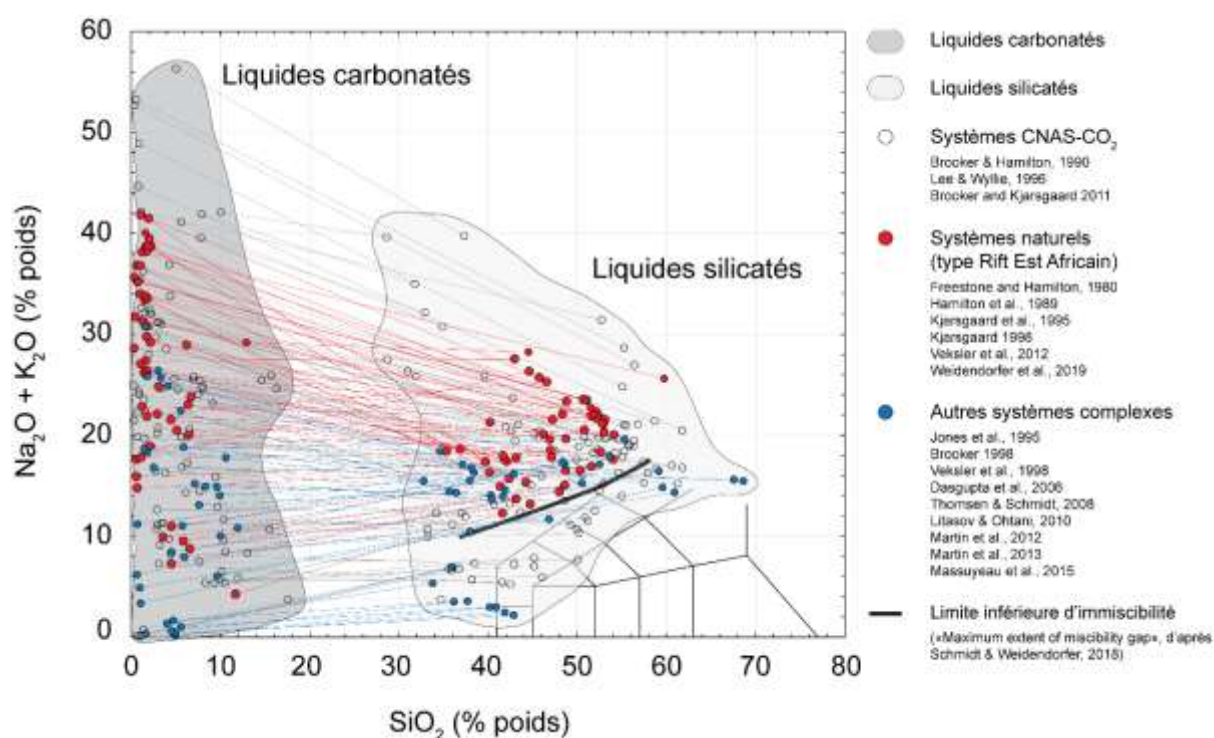 60
50
40
30
20
10
0
Na2O + K2O (% poids)
0 10 20 30 40 50 60 70 80
SiO2 (% poids)
Liquides carbonatés
Liquides silicatés
Liquides carbonatés
Liquides silicatés
Systèmes CNAS-CO2
Brooker & Hamilton, 1990
Lee & Wyllie, 1996
Brooker and Kjarsgaard 2011
Systèmes naturels
(type Rift Est Africain)
Freestone and Hamilton, 1980
Hamilton et al., 1989
Kjarsgaard et al., 1995
Kjarsgaard 1998
Veksler et al., 2012
Weidendorfer et al., 2019
Autres systèmes complexes
Jones et al., 1995
Brooker 1998
Veksler et al., 1998
Dasgupta et al., 2006
Thomsen & Schmidt, 2008
Litasov & Ohtani, 2010
Martin et al., 2012
Martin et al., 2013
Massuyeau et al., 2015
Limite inférieure d'immiscibilité
(«Maximum extent of miscibility gap», d'après
Schmidt & Weidendorfer, 2018)